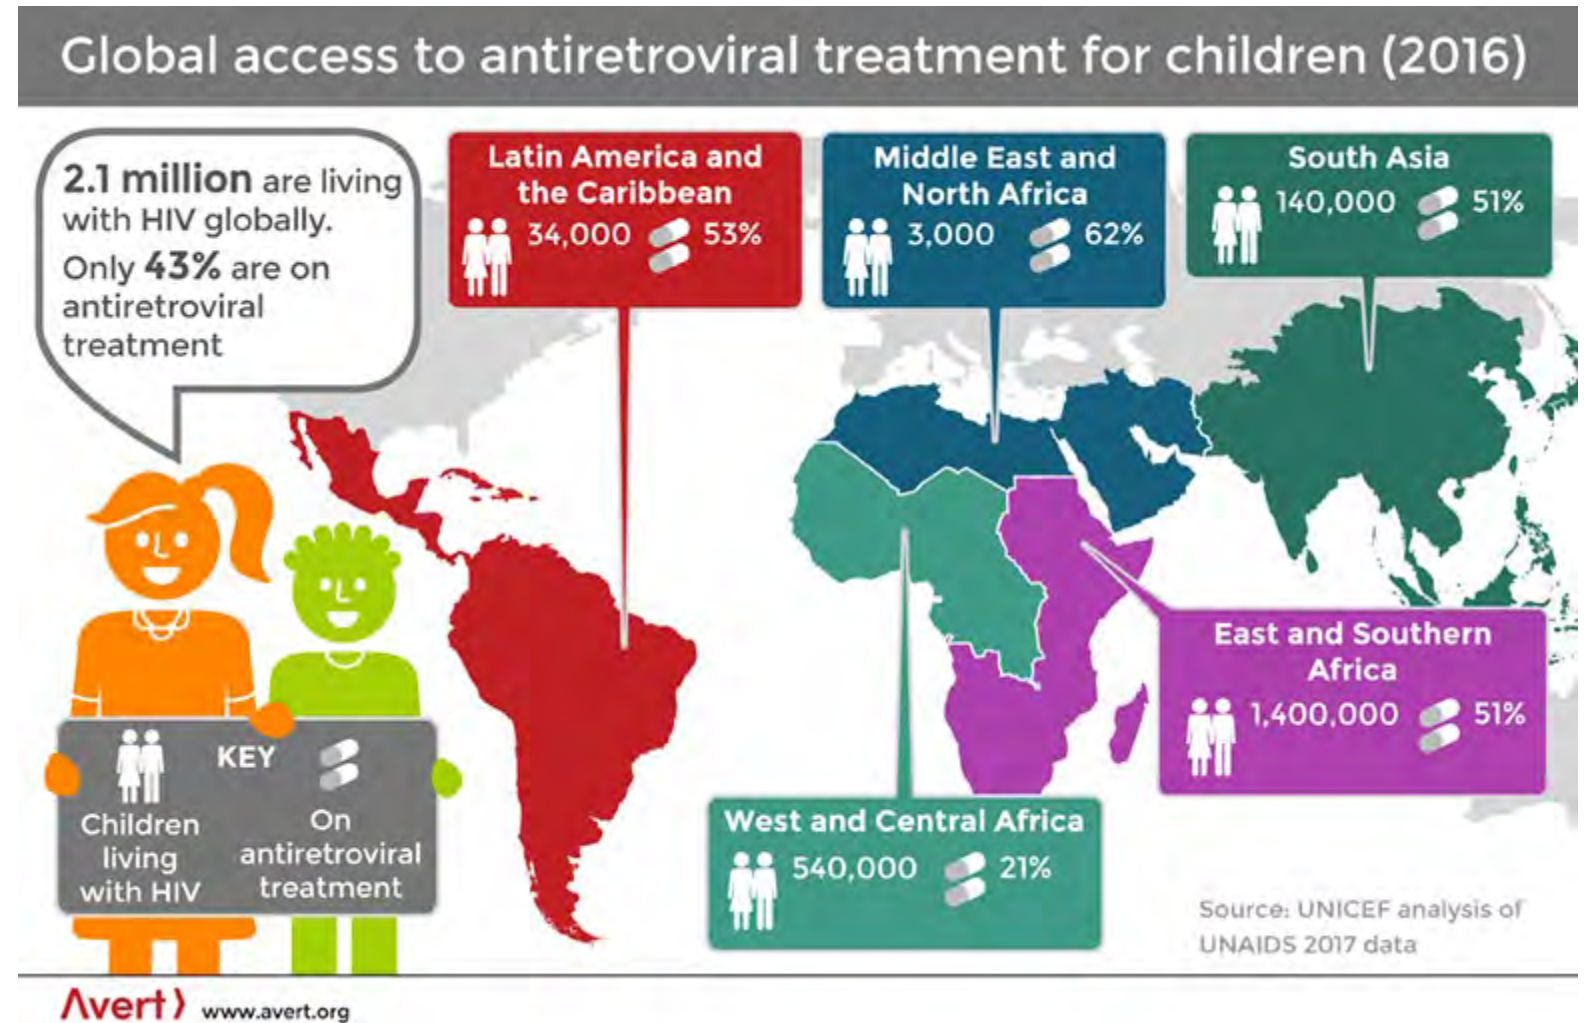 Global access to antiretroviral treatment for children (2016)
2.1 million are living
with HIV globally.
Only 43% are on
antiretroviral
treatment
Latin America and
the Caribbean
34,000 53%
Middle East and
North Africa
3,000 62%
South Asia
140,000 51%
East and Southern
Africa
1,400,000 51%
West and Central Africa
540,000 21%
KEY
Children
living
with HIV
On
antiretroviral
treatment
Source: UNICEF analysis of
UNAIDS 2017 data
Avert) www.avert.org